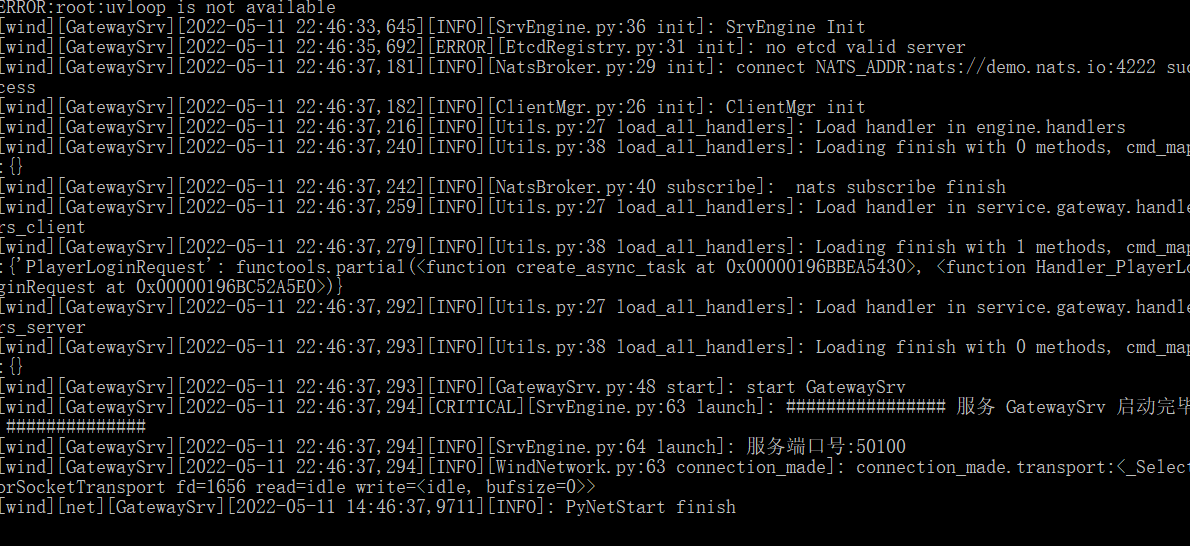 ERROR:root:uvloop is not available
[wind][GatewaySrv][2022-05-11 22:46:33,645][INFO][SrvEngine.py:36 init]: SrvEngine Init
[wind][GatewaySrv][2022-05-11 22:46:35,692][ERROR][EtcdRegistry.py:31 init]: no etcd valid server
[wind][GatewaySrv][2022-05-11 22:46:37,181][INFO][NatsBroker.py:29 init]: connect NATS_ADDR:nats://demo.nats.io:4222 suc
cess
[wind][GatewaySrv][2022-05-11 22:46:37,182][INFO][ClientMgr.py:26 init]: ClientMgr init
[wind][GatewaySrv][2022-05-11 22:46:37,216][INFO][Utils.py:27 load_all_handlers]: Load handler in engine.handlers
[wind][GatewaySrv][2022-05-11 22:46:37,240][INFO][Utils.py:38 load_all_handlers]: Loading finish with 0 methods, cmd_map
:{}
[wind][GatewaySrv][2022-05-11 22:46:37,242][INFO][NatsBroker.py:40 subscribe]:  nats subscribe finish
[wind][GatewaySrv][2022-05-11 22:46:37,259][INFO][Utils.py:27 load_all_handlers]: Load handler in service.gateway.handle
rs_client
[wind][GatewaySrv][2022-05-11 22:46:37,279][INFO][Utils.py:38 load_all_handlers]: Loading finish with 1 methods, cmd_map
:{'PlayerLoginRequest': functools.partial(<function create_async_task at 0x00000196BBEA5430>, <function Handler_PlayerLo
ginRequest at 0x00000196BC52A5E0>)}
[wind][GatewaySrv][2022-05-11 22:46:37,292][INFO][Utils.py:27 load_all_handlers]: Load handler in service.gateway.handle
rs_server
[wind][GatewaySrv][2022-05-11 22:46:37,293][INFO][Utils.py:38 load_all_handlers]: Loading finish with 0 methods, cmd_map
:{}
[wind][GatewaySrv][2022-05-11 22:46:37,293][INFO][GatewaySrv.py:48 start]: start GatewaySrv
[wind][GatewaySrv][2022-05-11 22:46:37,294][CRITICAL][SrvEngine.py:63 launch]: ################ 服务 GatewaySrv 启动完毕
##############
[wind][GatewaySrv][2022-05-11 22:46:37,294][INFO][SrvEngine.py:64 launch]: 服务端口号:50100
[wind][GatewaySrv][2022-05-11 22:46:37,294][INFO][WindNetwork.py:63 connection_made]: connection_made.transport:<_Select
orSocketTransport fd=1656 read=idle write=<idle, bufsize=0>>
[wind][net][GatewaySrv][2022-05-11 14:46:37,9711][INFO]: PyNetStart finish